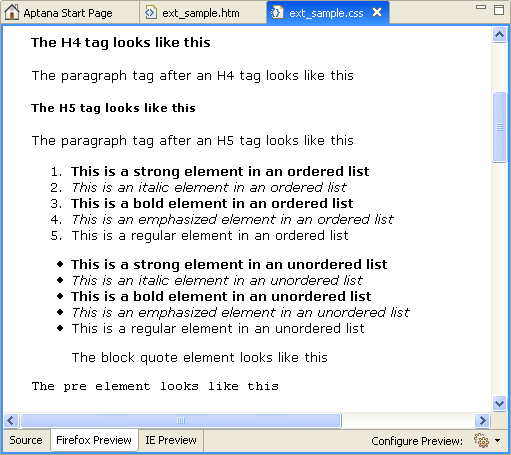 Aptana Start Page ext_sample.htm ext_sample.css
The H4 tag looks like this
The paragraph tag after an H4 tag looks like this
The H5 tag looks like this
The paragraph tag after an H5 tag looks like this
1. This is a strong element in an ordered list
2. This is an italic element in an ordered list
3. This is a bold element in an ordered list
4. This is an emphasized element in an ordered list
5. This is a regular element in an ordered list
◆ This is a strong element in an unordered list
◆ This is an italic element in an unordered list
◆ This is a bold element in an unordered list
◆ This is an emphasized element in an unordered list
◆ This is a regular element in an unordered list
The block quote element looks like this
The pre element looks like this
Source Firefox Preview IE Preview Configure Preview: